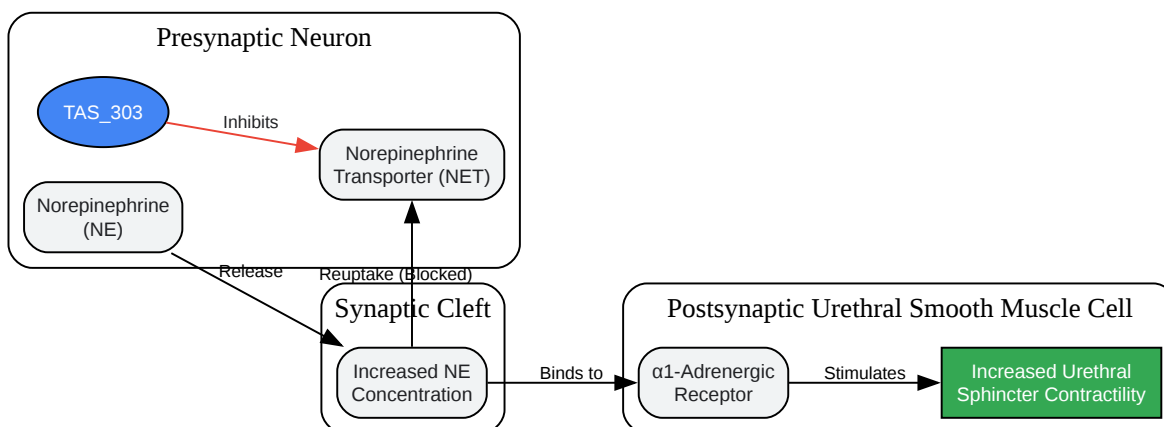 Presynaptic Neuron
TAS_303
Inhibits
Norepinephrine
Transporter (NET)
Norepinephrine
(NE)
Release
Reuptake (Blocked)
Synaptic Cleft
Increased NE
Concentration
Binds to
Postsynaptic Urethral Smooth Muscle Cell
α1-Adrenergic
Receptor
Stimulates
Increased Urethral
Sphincter Contractility